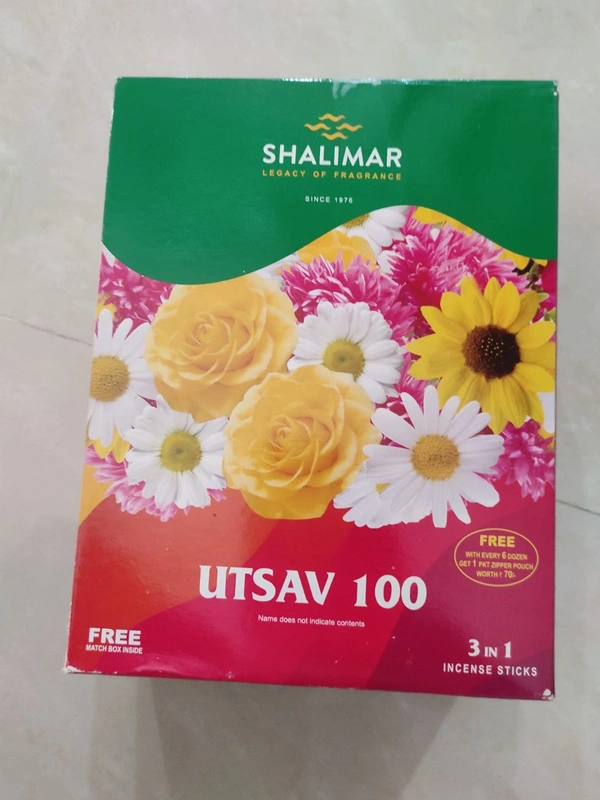 SHALIMAR
LEGACY OF FRAGRANCE
SINCE 1976
FREE
WITH EVERY 6 DOZEN
GET 1 PKT ZIPPER POUCH
WORTH ₹ 70/-
UTSAV 100
Name does not indicate contents
FREE
MATCH BOX INSIDE
3 IN 1
INCENSE STICKS